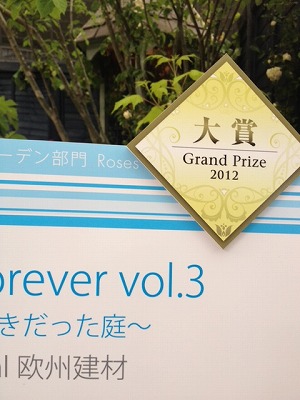 大賞
Grand Prize
2012
ーデン部門 Roses
orever vol.3
きだった庭〜
al 欧州建材